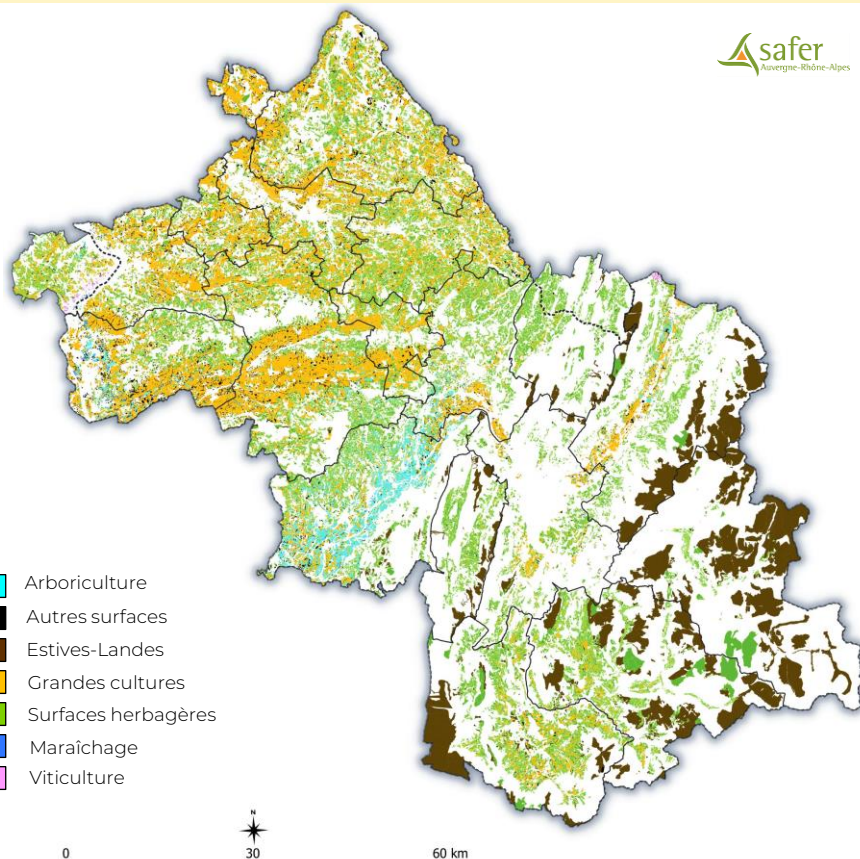 safer
Auvergne-Rhône-Alpes
Arboriculture
Autres surfaces
Estives-Landes
Grandes cultures
Surfaces herbagères
Maraîchage
Viticulture
N
0 30 60 km